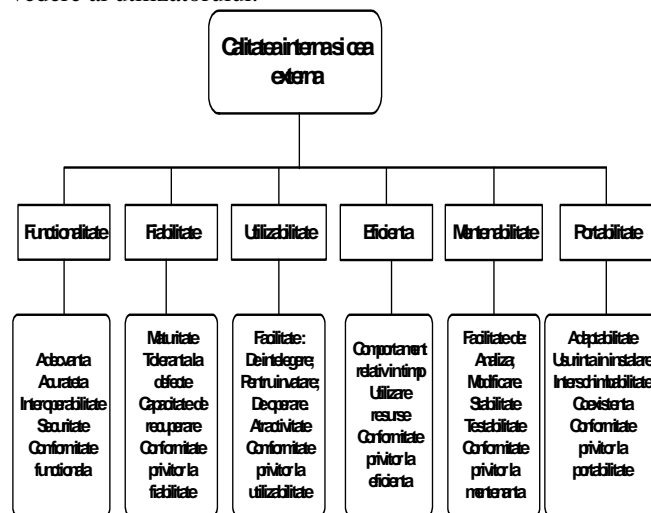 vedere al utilizatorului.
Calitatea interna si cea
externa
Functionalitate
Fiabilitate
Utilizabilitate
Eficienta
Mentenabilitate
Portabilitate
Adecvanta
Acurateta
Interoperabilitate
Securitate
Conformitate
functionala
Maturitate
Toleranta la
defecte
Capacitate de
recuperare
Conformitate
privitor la
fiabilitate
Facilitate :
De intelegere;
Pentru invatare;
De operare.
Atractivitate
Conformitate
privitor la
utilizabilitate
Comportament
relativ in timp
Utilizare
resurse
Conformitate
privitor la
eficienta
Facilitate de:
Analiza;
Modificare.
Stabilitate
Testabilitate
Conformitate
privitor la
mentenanta
Adaptabilitate
Usurinta in instalare
Interschimbabilitate
Coexistenta
Conformitate
privitor la
portabilitate